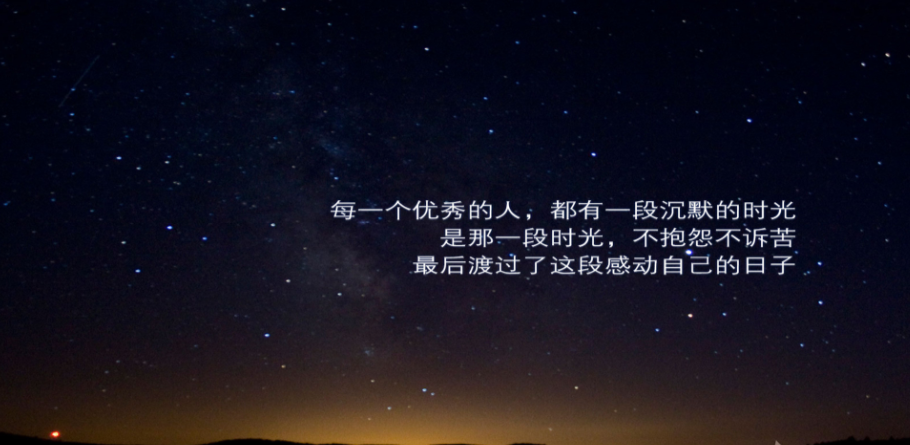 每一个优秀的人，都有一段沉默的时光
是那一段时光，不抱怨不诉苦
最后渡过了这段感动自己的日子